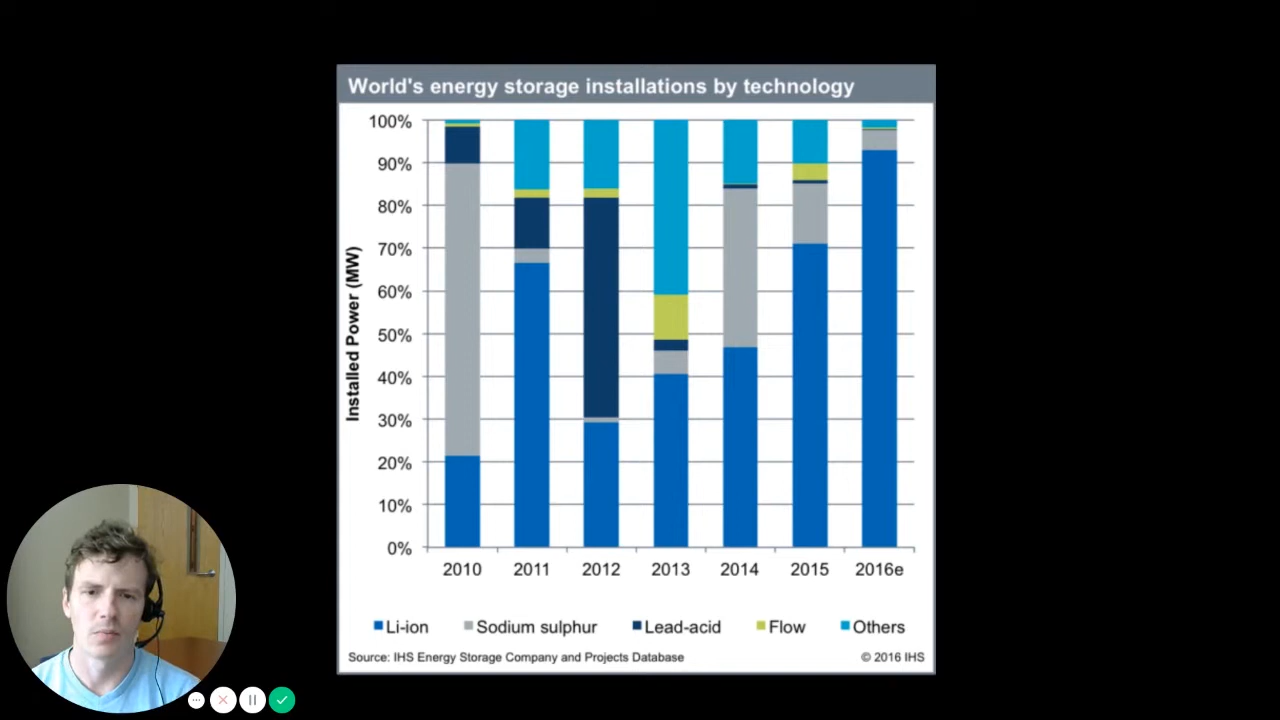 World's energy storage installations by technology
Installed Power (MW)
100%
90%
80%
70%
60%
50%
40%
30%
20%
10%
0%
2010 2011 2012 2013 2014 2015 2016e
Li-ion Sodium sulphur Lead-acid Flow Others
Source: IHS Energy Storage Company and Projects Database © 2016 IHS